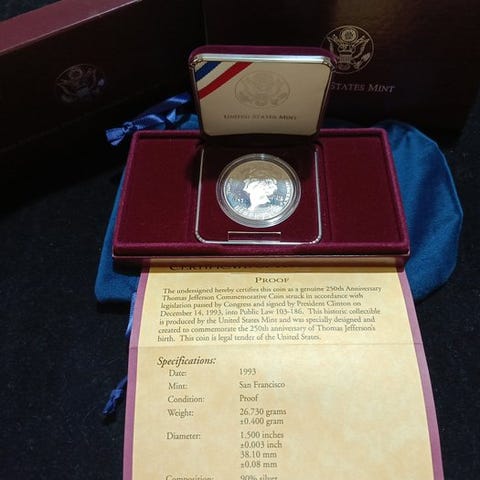 UNITED STATES MINT
STATES MINT
UNITED STATES MINT
PROOF
The undersigned hereby certifies this coin as a genuine 250th Anniversary
Thomas Jefferson Commemorative Coin struck in accordance with
legislation passed by Congress and signed by President Clinton on
December 14, 1993, into Public Law 103-186. This historic collectible
is produced by the United States Mint and was specially designed and
created to commemorate the 250th anniversary of Thomas Jefferson's
birth. This coin is legal tender of the United States.
Specifications:
Date: 1993
Mint: San Francisco
Condition: Proof
Weight: 26.730 grams
±0.400 gram
Diameter: 1.500 inches
±0.003 inch
38.10 mm
±0.08 mm
Composition: 90% silver